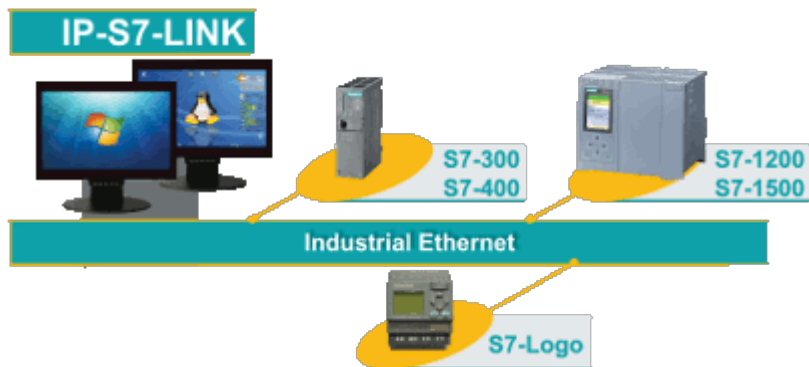 IP-S7-LINK
S7-300
S7-400
S7-1200
S7-1500
Industrial Ethernet
S7-Logo